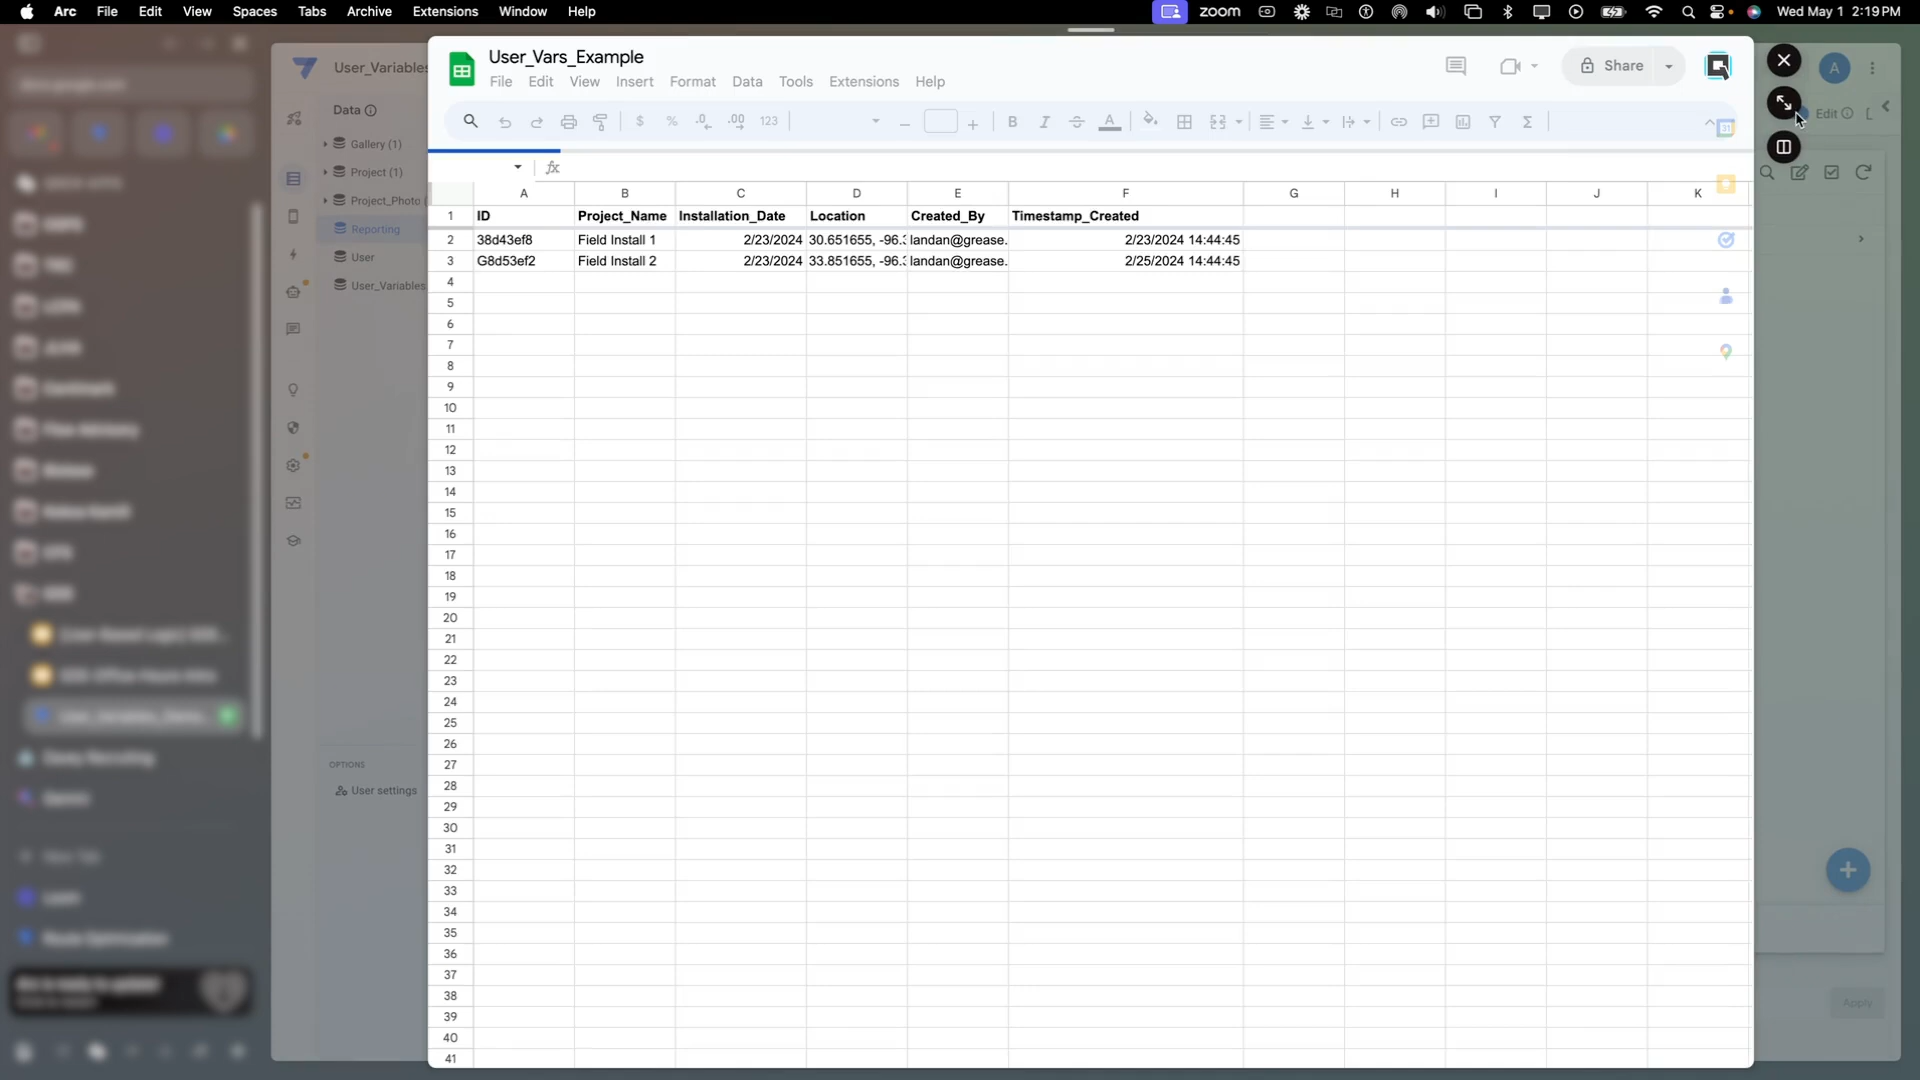 Arc File Edit View Spaces Tabs Archive Extensions Window Help zoom Wed May 1 2:19 PM
User_Variables
User_Vars_Example
File Edit View Insert Format Data Tools Extensions Help
Share
A
Edit
Data
Gallery (1)
Project (1)
Project_Photo (
Reporting
User
User_Variables
OPTIONS
User settings
$ % .0 .00 123
B I A Σ
31
fx
A B C D E F G H I J K
1 ID Project_Name Installation_Date Location Created_By Timestamp_Created
2 38d43ef8 Field Install 1 2/23/2024 30.651655, -96.3 landan@grease. 2/23/2024 14:44:45
3 G8d53ef2 Field Install 2 2/23/2024 33.851655, -96.3 landan@grease. 2/25/2024 14:44:45
4
5
6
7
8
9
10
11
12
13
14
15
16
17
18
19
20
21
22
23
24
25
26
27
28
29
30
31
32
33
34
35
36
37
38
39
40
41
Apply